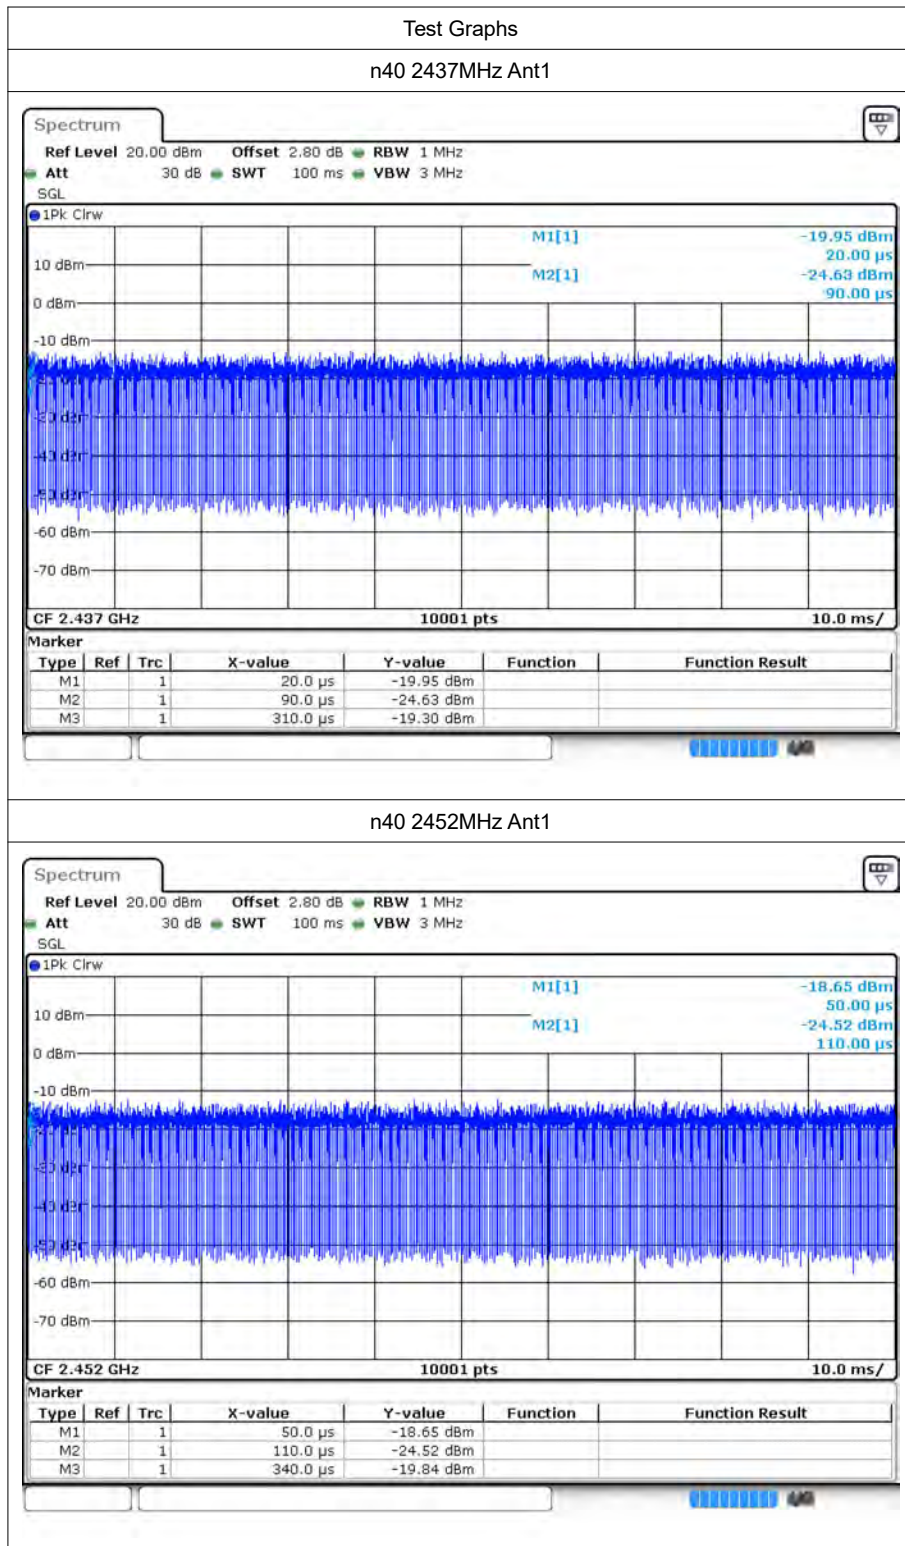 Test Graphs
n40 2437MHz Ant1
Spectrum
Ref Level 20.00 dBm Offset 2.80 dB RBW 1 MHz
Att 30 dB SWT 100 ms VBW 3 MHz
SGL
1Pk Clrw
M1[1] -19.95 dBm
20.00 µs
10 dBm
M2[1] -24.63 dBm
90.00 µs
0 dBm
-10 dBm
-60 dBm
-70 dBm
CF 2.437 GHz 10001 pts 10.0 ms/
Marker
Type Ref Trc X-value Y-value Function Function Result
M1 1 20.0 µs -19.95 dBm
M2 1 90.0 µs -24.63 dBm
M3 1 310.0 µs -19.30 dBm
n40 2452MHz Ant1
Spectrum
Ref Level 20.00 dBm Offset 2.80 dB RBW 1 MHz
Att 30 dB SWT 100 ms VBW 3 MHz
SGL
1Pk Clrw
M1[1] -18.65 dBm
50.00 µs
10 dBm
M2[1] -24.52 dBm
110.00 µs
0 dBm
-10 dBm
-60 dBm
-70 dBm
CF 2.452 GHz 10001 pts 10.0 ms/
Marker
Type Ref Trc X-value Y-value Function Function Result
M1 1 50.0 µs -18.65 dBm
M2 1 110.0 µs -24.52 dBm
M3 1 340.0 µs -19.84 dBm